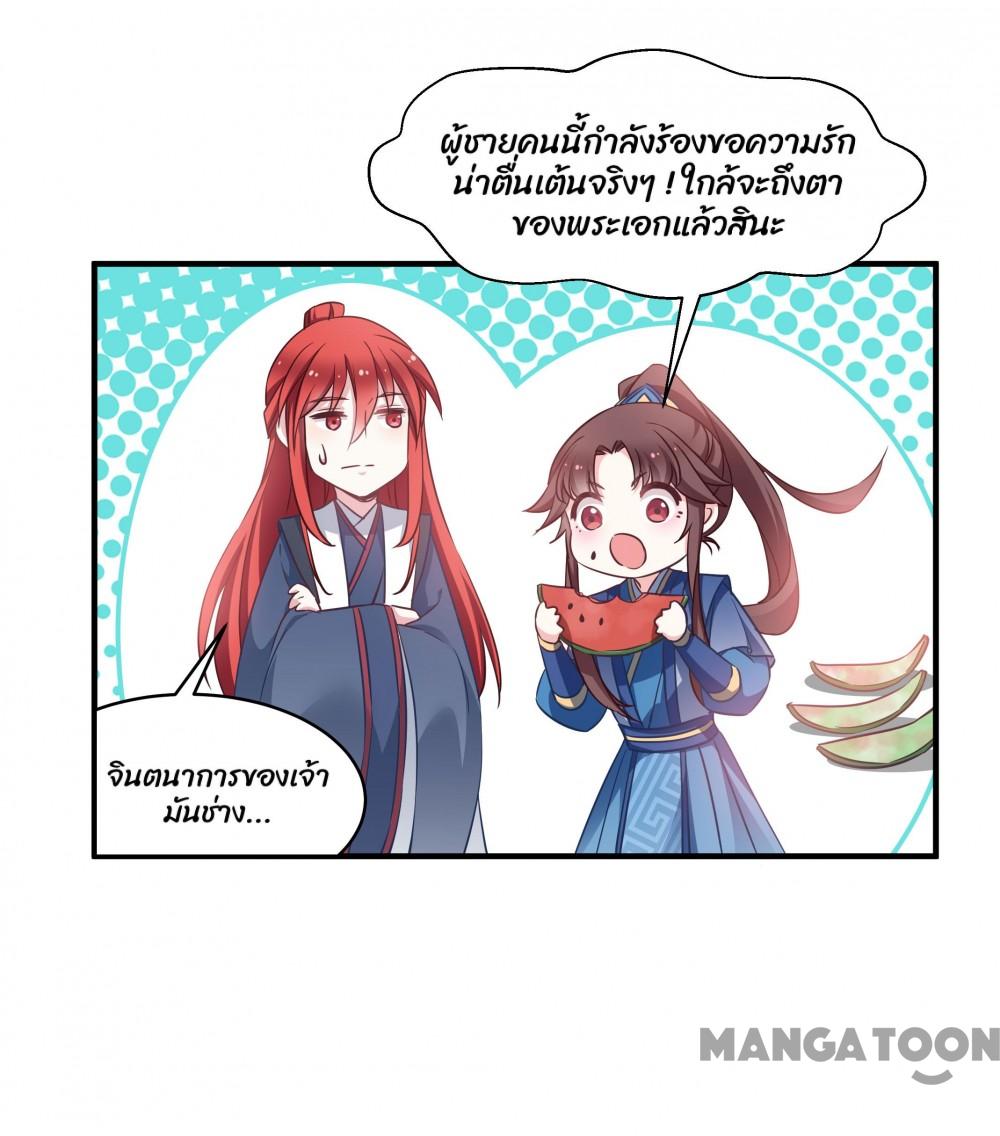 ผู้ชายคนนี้กำลังร้องขอความรัก
น่าตื่นเต้นจริงๆ ! ใกล้จะถึงตา
ของพระเอกแล้วสินะ
จินตนาการของเจ้า
มันช่าง...
MANGATOON